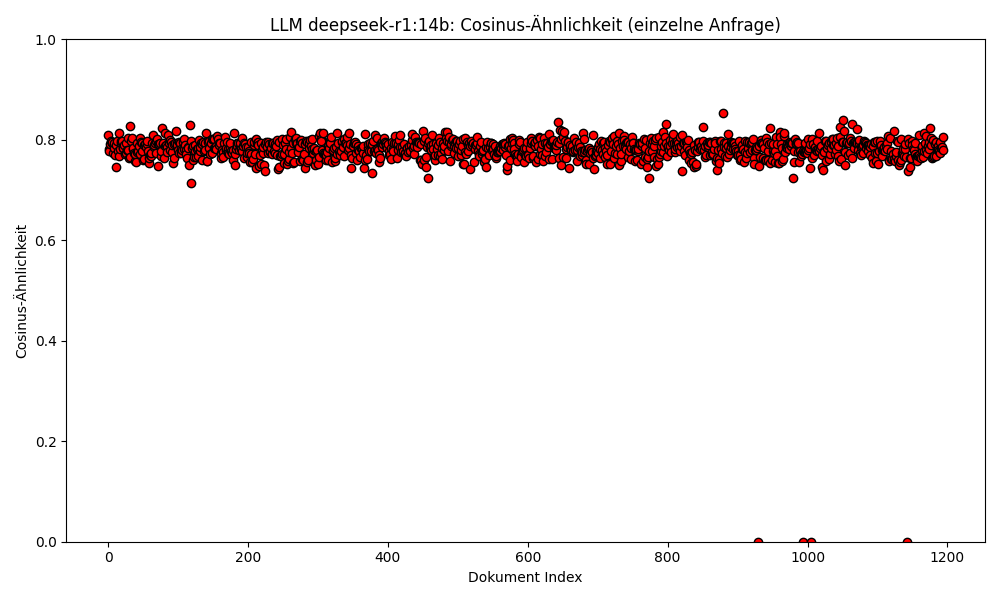 LLM deepseek-r1:14b: Cosinus-Ähnlichkeit (einzelne Anfrage)
1.0
0.8
0.6
0.4
0.2
0.0
Cosinus-Ähnlichkeit
0 200 400 600 800 1000 1200
Dokument Index